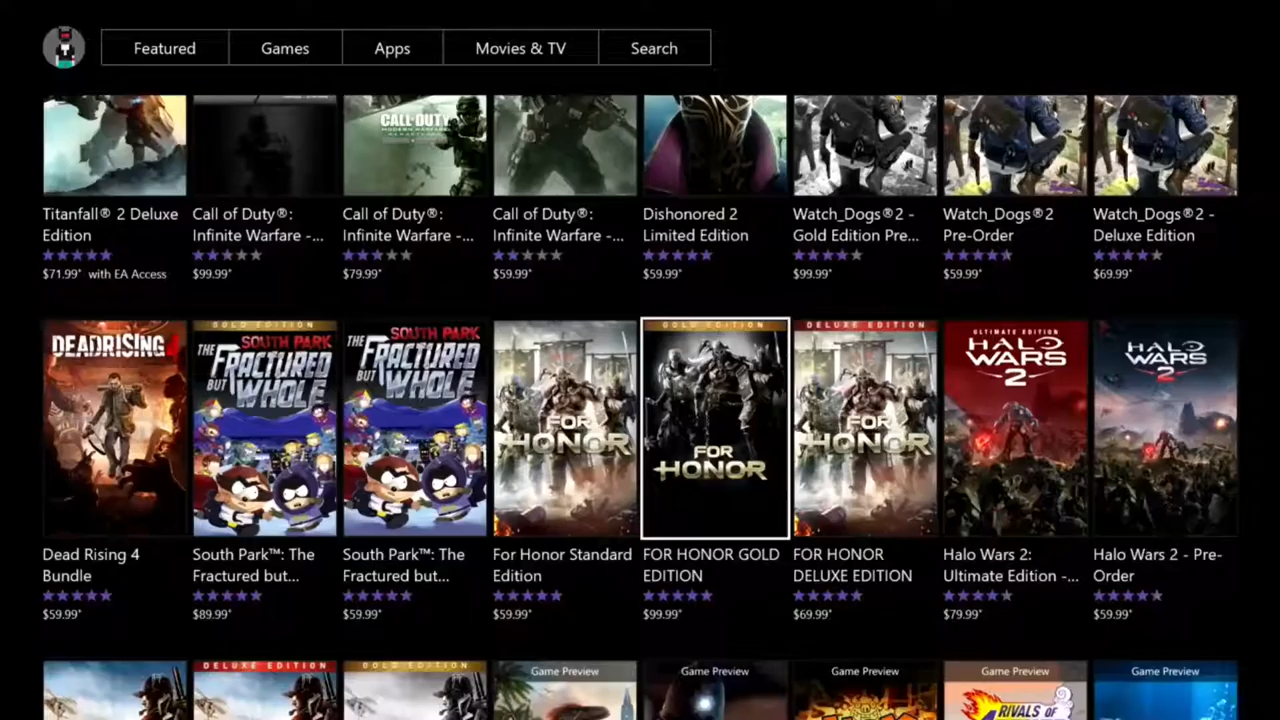 Featured
Games
Apps
Movies & TV
Search
CALL OF DUTY
MODERN WARFARE
Titanfall® 2 Deluxe
Edition
$71.99* with EA Access
Call of Duty®:
Infinite Warfare -...
$99.99*
Call of Duty®:
Infinite Warfare -...
$79.99*
Call of Duty®:
Infinite Warfare -...
$59.99*
Dishonored 2
Limited Edition
$59.99*
Watch_Dogs®2 -
Gold Edition Pre...
$99.99*
Watch_Dogs®2
Pre-Order
$59.99*
Watch_Dogs®2 -
Deluxe Edition
$69.99*
DEADRISING 4
GOLD EDITION
SOUTH PARK
THE
FRACTURED
BUT
WHOLE
SOUTH PARK
THE
FRACTURED
BUT
WHOLE
FOR
HONOR
GOLD EDITION
FOR
HONOR
DELUXE EDITION
FOR
HONOR
ULTIMATE EDITION
HALO
WARS
2
HALO
WARS
2
Dead Rising 4
Bundle
$59.99*
South Park™: The
Fractured but...
$89.99*
South Park™: The
Fractured but...
$59.99*
For Honor Standard
Edition
$59.99*
FOR HONOR GOLD
EDITION
$99.99*
FOR HONOR
DELUXE EDITION
$69.99*
Halo Wars 2:
Ultimate Edition -...
$79.99*
Halo Wars 2 - Pre-
Order
$59.99*
DELUXE EDITION
GOLD EDITION
Game Preview
Game Preview
Game Preview
Game Preview
RIVALS OF
Game Preview